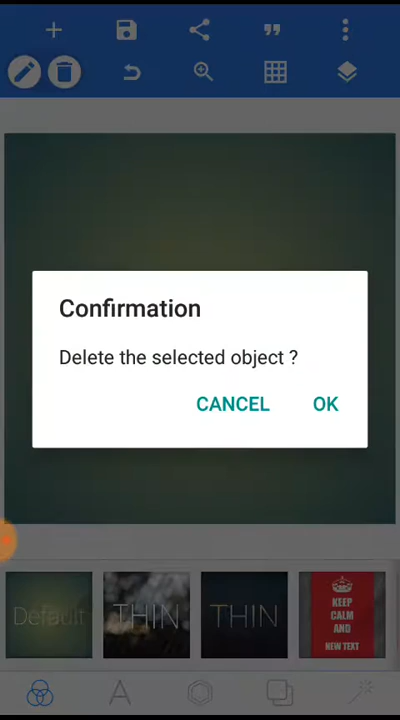 Confirmation
Delete the selected object ?
CANCEL OK
Default
THIN
THIN
KEEP
CALM
AND
NEW TEXT
A